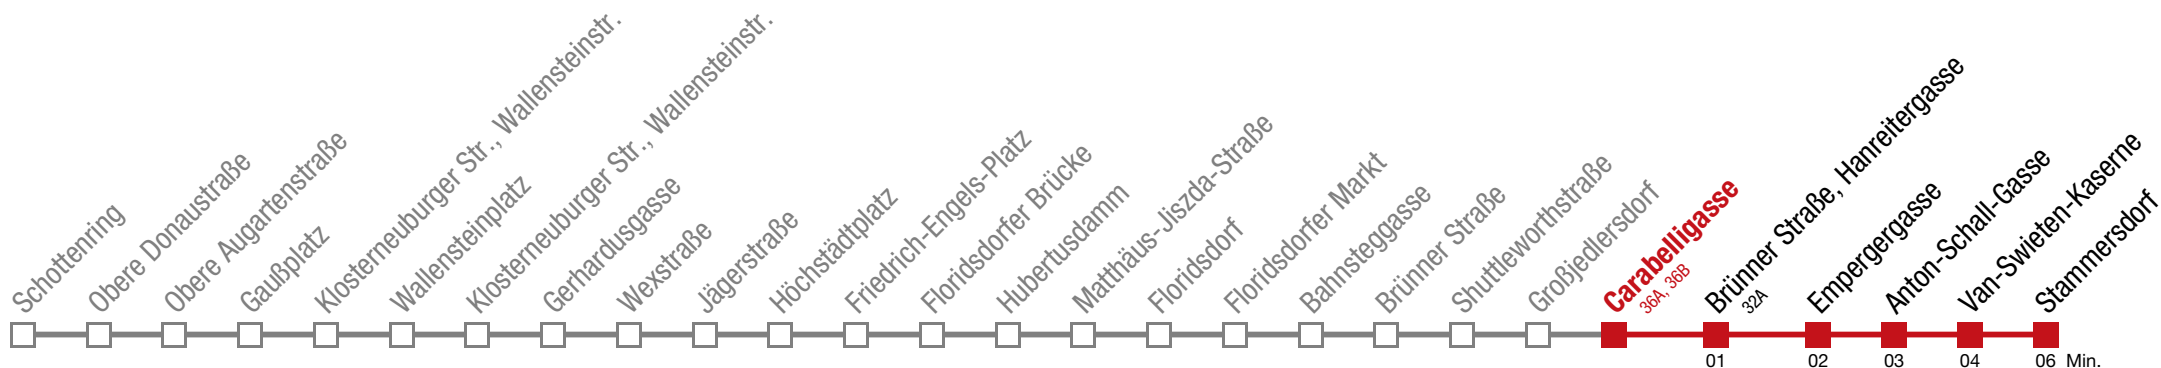 Schottenring
Obere Donaustraße
Obere Augartenstraße
Gaußplatz
Klosterneuburger Str., Wallensteinstr.
Wallensteinplatz
Klosterneuburger Str., Wallensteinstr.
Gerhardusgasse
Wexstraße
Jägerstraße
Höchstädtplatz
Friedrich-Engels-Platz
Floridsdorfer Brücke
Hubertusdamm
Matthäus-Jiszda-Straße
Floridsdorf
Floridsdorfer Markt
Bahnsteggasse
Brünner Straße
Shuttleworthstraße
Großjedlersdorf
Carabelligasse
36A, 36B
Brünner Straße, Hanreitergasse
32A
Empergergasse
Anton-Schall-Gasse
Van-Swieten-Kaserne
Stammersdorf
01 02 03 04 06 Min.